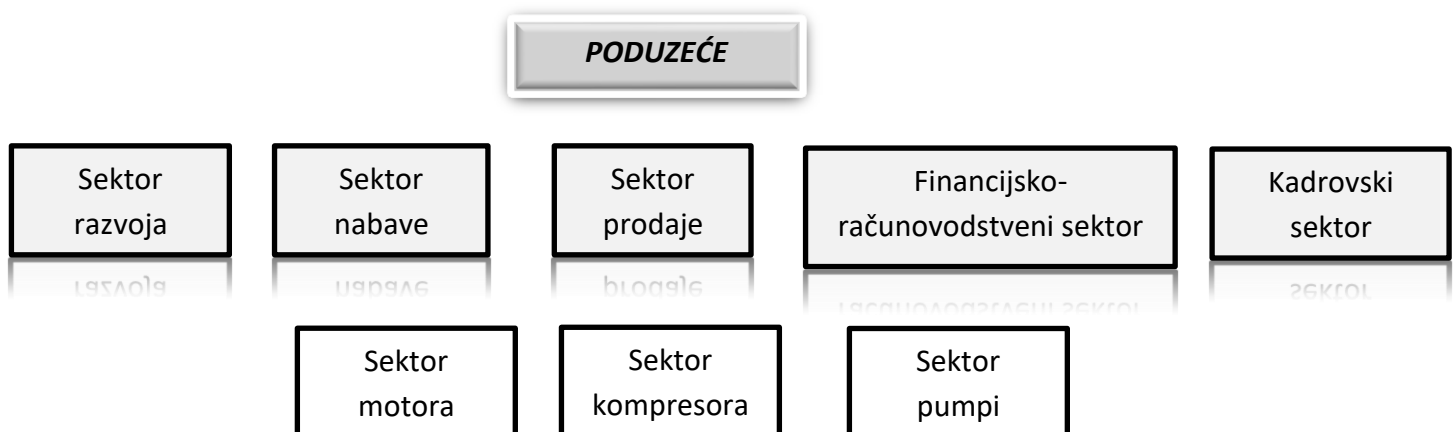 PODUZEĆE
Sektor
razvoja
Sektor
nabave
Sektor
prodaje
Financijsko-
računovodstveni sektor
Kadrovski
sektor
Sektor
motora
Sektor
kompresora
Sektor
pumpi